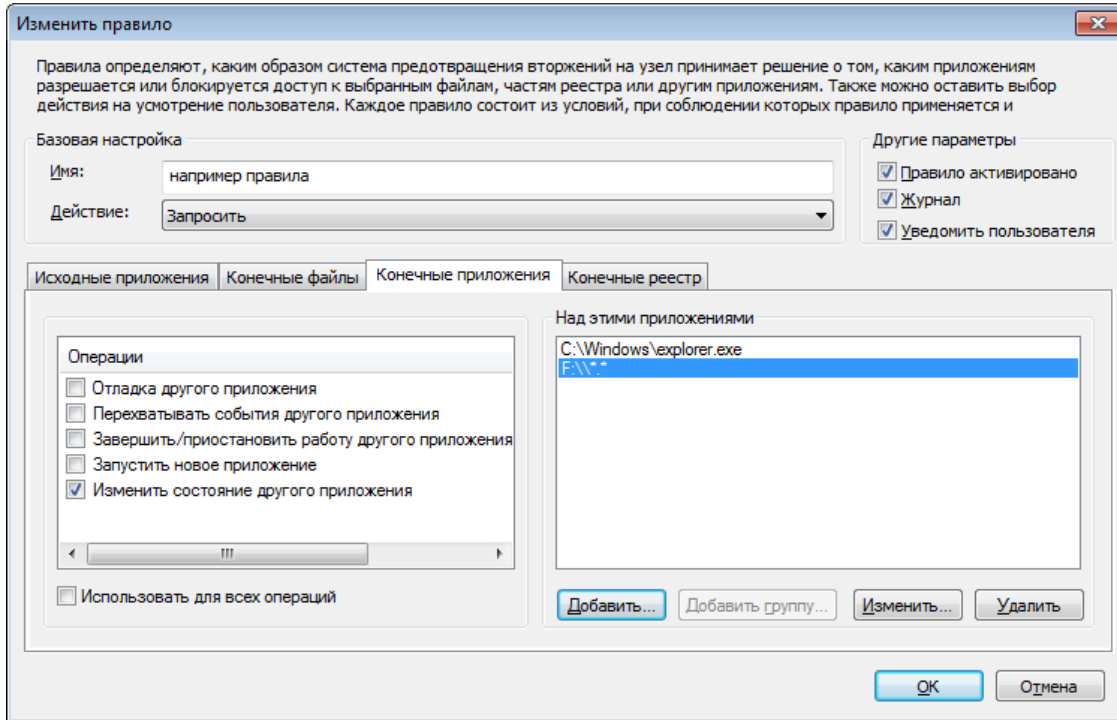 Изменить правило
Правила определяют, каким образом система предотвращения вторжений на узел принимает решение о том, каким приложениям
разрешается или блокируется доступ к выбранным файлам, частям реестра или другим приложениям. Также можно оставить выбор
действия на усмотрение пользователя. Каждое правило состоит из условий, при соблюдении которых правило применяется и
Базовая настройка
Имя: например правила
Действие: Запросить
Другие параметры
Правило активировано
Журнал
Уведомить пользователя
Исходные приложения Конечные файлы Конечные приложения Конечные реестр
Операции
Отладка другого приложения
Перехватывать события другого приложения
Завершить/приостановить работу другого приложения
Запустить новое приложение
Изменить состояние другого приложения
Использовать для всех операций
Над этими приложениями
C:\Windows\explorer.exe
F:\\*.*
Добавить... Добавить группу... Изменить... Удалить
OK Отмена